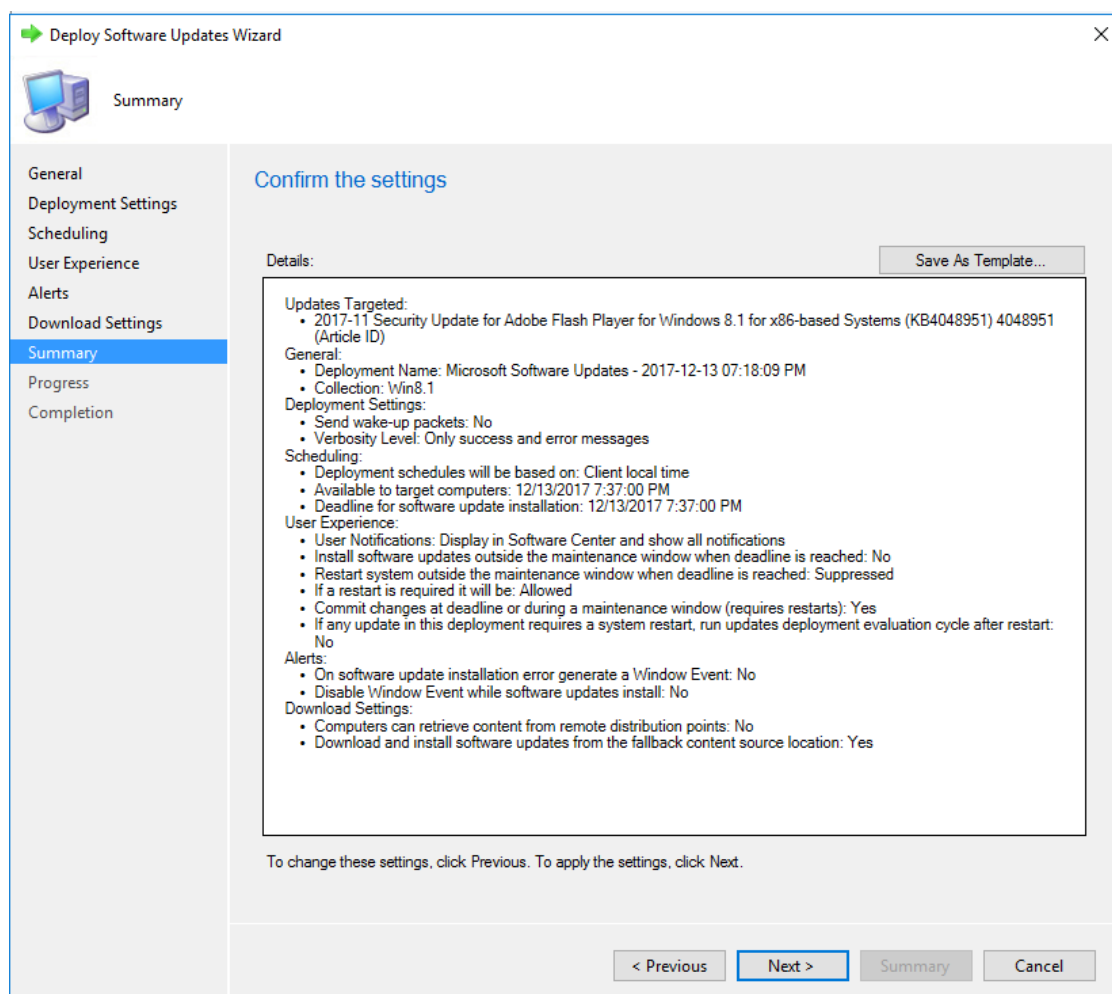 Deploy Software Updates Wizard
Summary
General
Deployment Settings
Scheduling
User Experience
Alerts
Download Settings
Summary
Progress
Completion
Confirm the settings
Details:
Save As Template...
Updates Targeted:
• 2017-11 Security Update for Adobe Flash Player for Windows 8.1 for x86-based Systems (KB4048951) 4048951
(Article ID)
General:
• Deployment Name: Microsoft Software Updates - 2017-12-13 07:18:09 PM
• Collection: Win8.1
Deployment Settings:
• Send wake-up packets: No
• Verbosity Level: Only success and error messages
Scheduling:
• Deployment schedules will be based on: Client local time
• Available to target computers: 12/13/2017 7:37:00 PM
• Deadline for software update installation: 12/13/2017 7:37:00 PM
User Experience:
• User Notifications: Display in Software Center and show all notifications
• Install software updates outside the maintenance window when deadline is reached: No
• Restart system outside the maintenance window when deadline is reached: Suppressed
• If a restart is required it will be: Allowed
• Commit changes at deadline or during a maintenance window (requires restarts): Yes
• If any update in this deployment requires a system restart, run updates deployment evaluation cycle after restart:
No
Alerts:
• On software update installation error generate a Window Event: No
• Disable Window Event while software updates install: No
Download Settings:
• Computers can retrieve content from remote distribution points: No
• Download and install software updates from the fallback content source location: Yes
To change these settings, click Previous. To apply the settings, click Next.
< Previous
Next >
Summary
Cancel